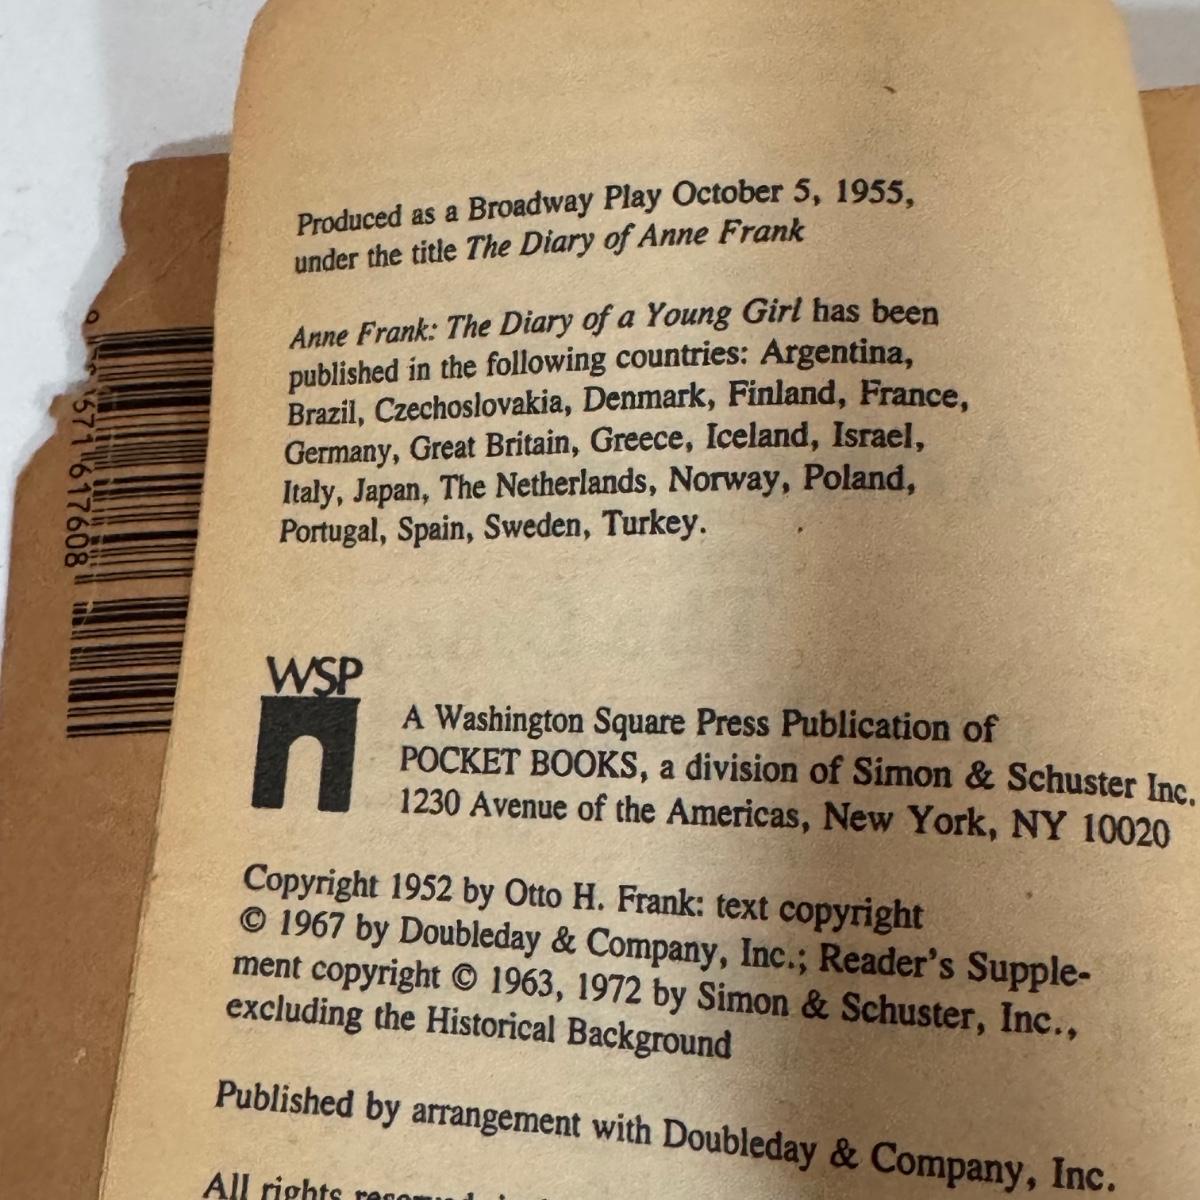 Produced as a Broadway Play October 5, 1955,
under the title The Diary of Anne Frank
Anne Frank: The Diary of a Young Girl has been
published in the following countries: Argentina,
Brazil, Czechoslovakia, Denmark, Finland, France,
Germany, Great Britain, Greece, Iceland, Israel,
Italy, Japan, The Netherlands, Norway, Poland,
Portugal, Spain, Sweden, Turkey.
WSP
A Washington Square Press Publication of
POCKET BOOKS, a division of Simon & Schuster Inc.
1230 Avenue of the Americas, New York, NY 10020
Copyright 1952 by Otto H. Frank: text copyright
© 1967 by Doubleday & Company, Inc.; Reader's Supple-
ment copyright © 1963, 1972 by Simon & Schuster, Inc.,
excluding the Historical Background
Published by arrangement with Doubleday & Company, Inc.
All rights
617608